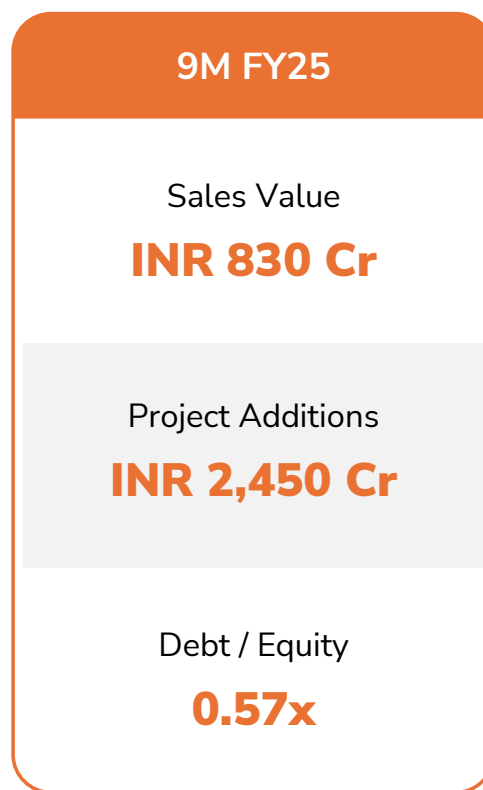 9M FY25
Sales Value
INR 830 Cr
Project Additions
INR 2,450 Cr
Debt / Equity
0.57x